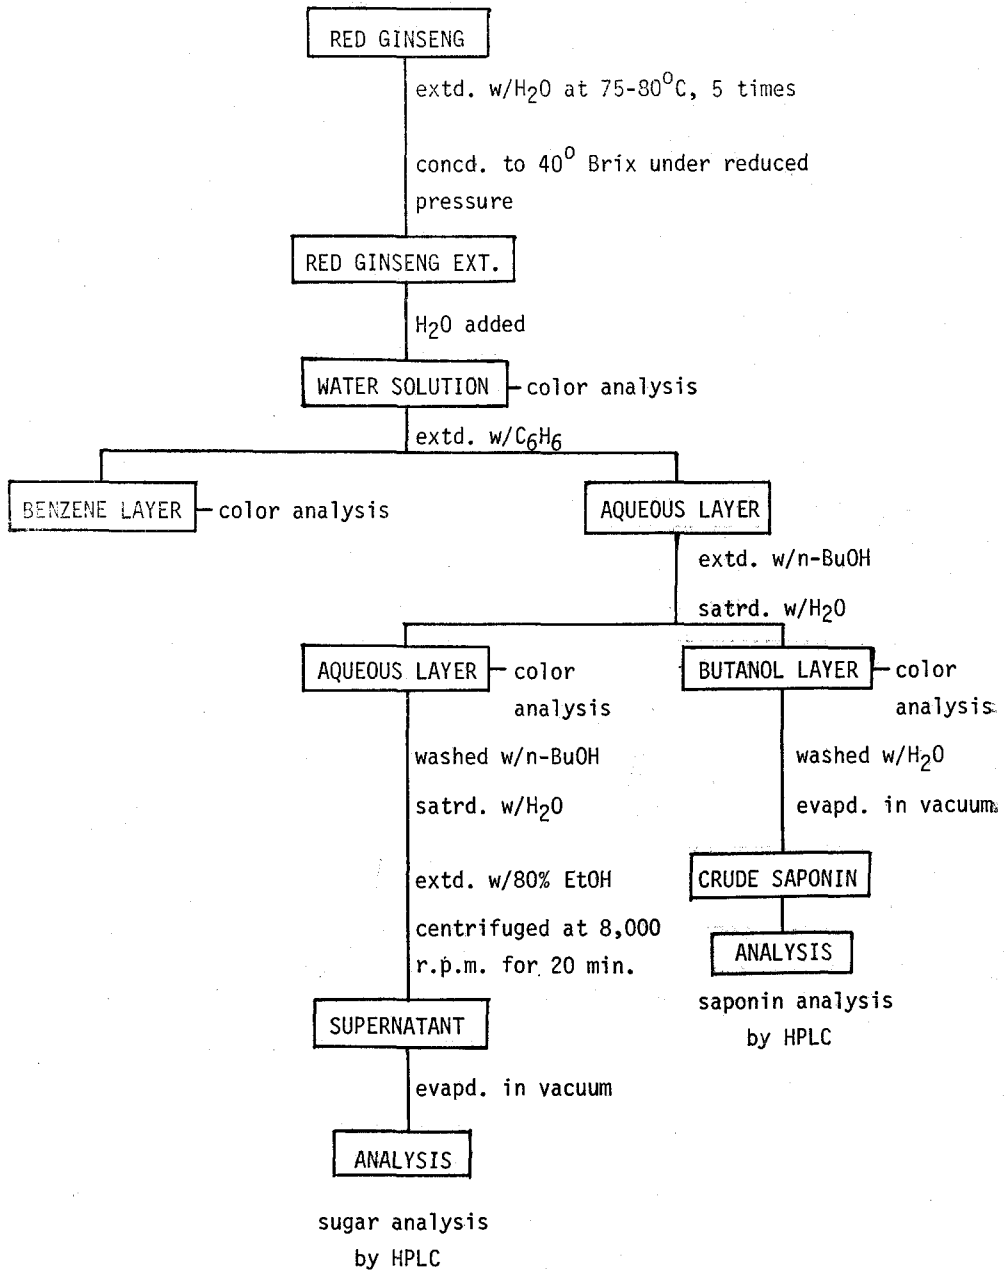 RED GINSENG
extd. w/H₂O at 75-80⁰C, 5 times
concd. to 40⁰ Brix under reduced
pressure
RED GINSENG EXT.
H₂O added
WATER SOLUTION
color analysis
extd. w/C₆H₆
BENZENE LAYER
color analysis
AQUEOUS LAYER
extd. w/n-BuOH
satrd. w/H₂O
AQUEOUS LAYER
color
analysis
BUTANOL LAYER
color
analysis
washed w/n-BuOH
satrd. w/H₂O
extd. w/80% EtOH
centrifuged at 8,000
r.p.m. for 20 min.
washed w/H₂O
evapd. in vacuum
CRUDE SAPONIN
ANALYSIS
saponin analysis
by HPLC
SUPERNATANT
evapd. in vacuum
ANALYSIS
sugar analysis
by HPLC